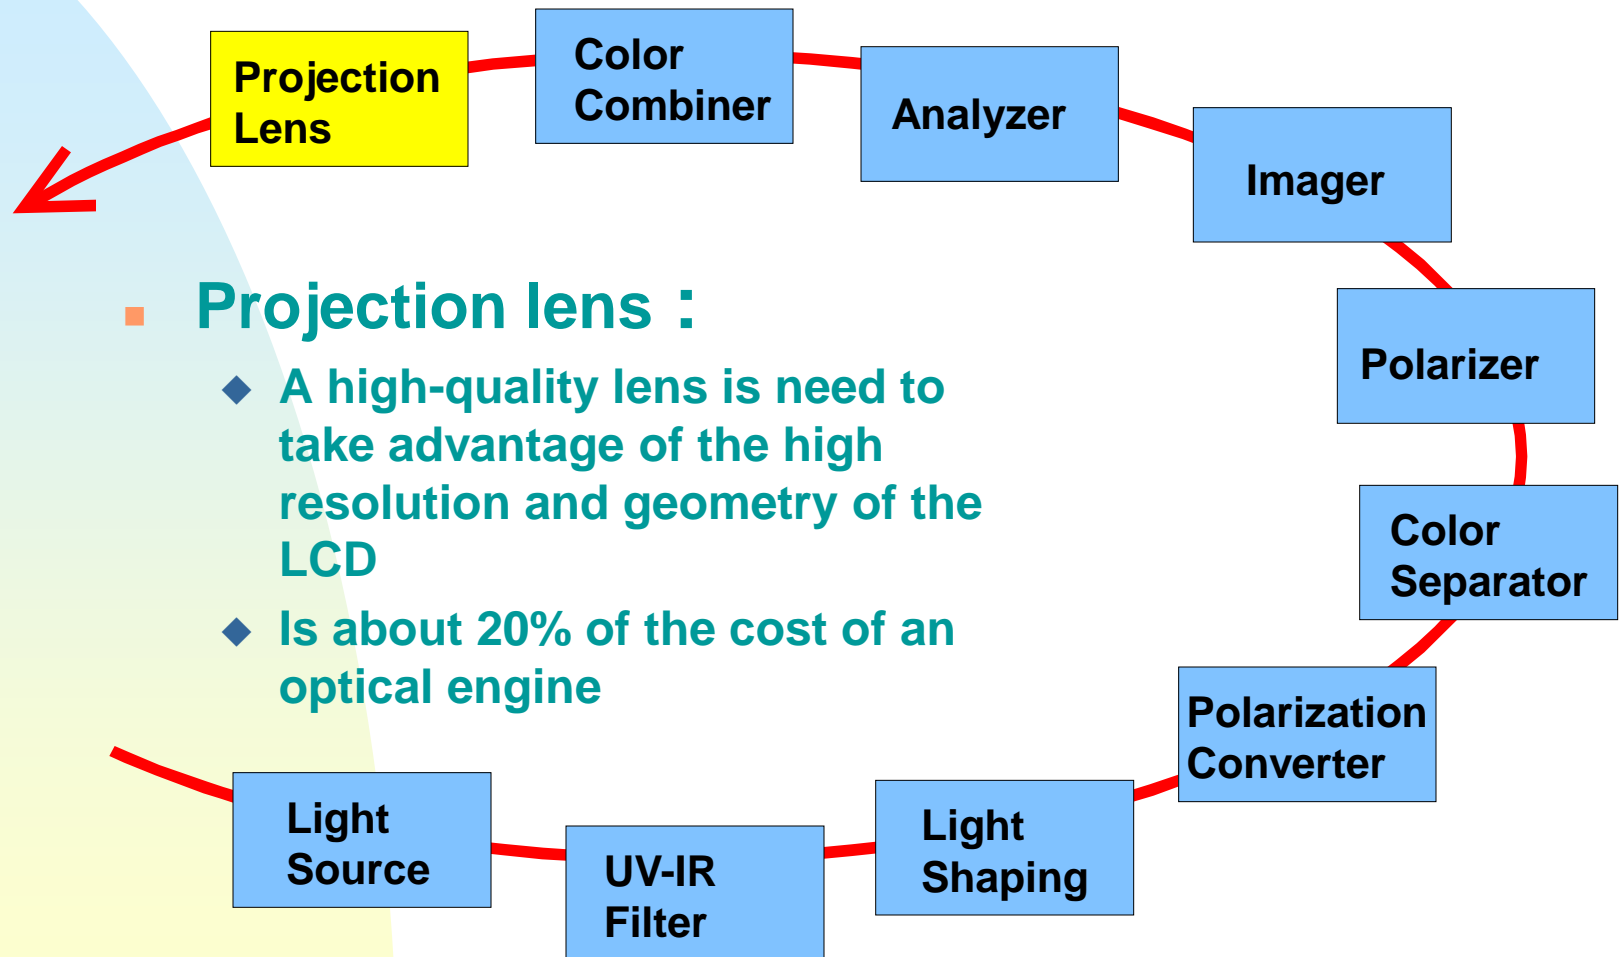 Projection
Lens
Color
Combiner
Analyzer
Imager
Polarizer
Color
Separator
Polarization
Converter
Light
Shaping
UV-IR
Filter
Light
Source
Projection lens：
A high-quality lens is need to
take advantage of the high
resolution and geometry of the
LCD
Is about 20% of the cost of an
optical engine